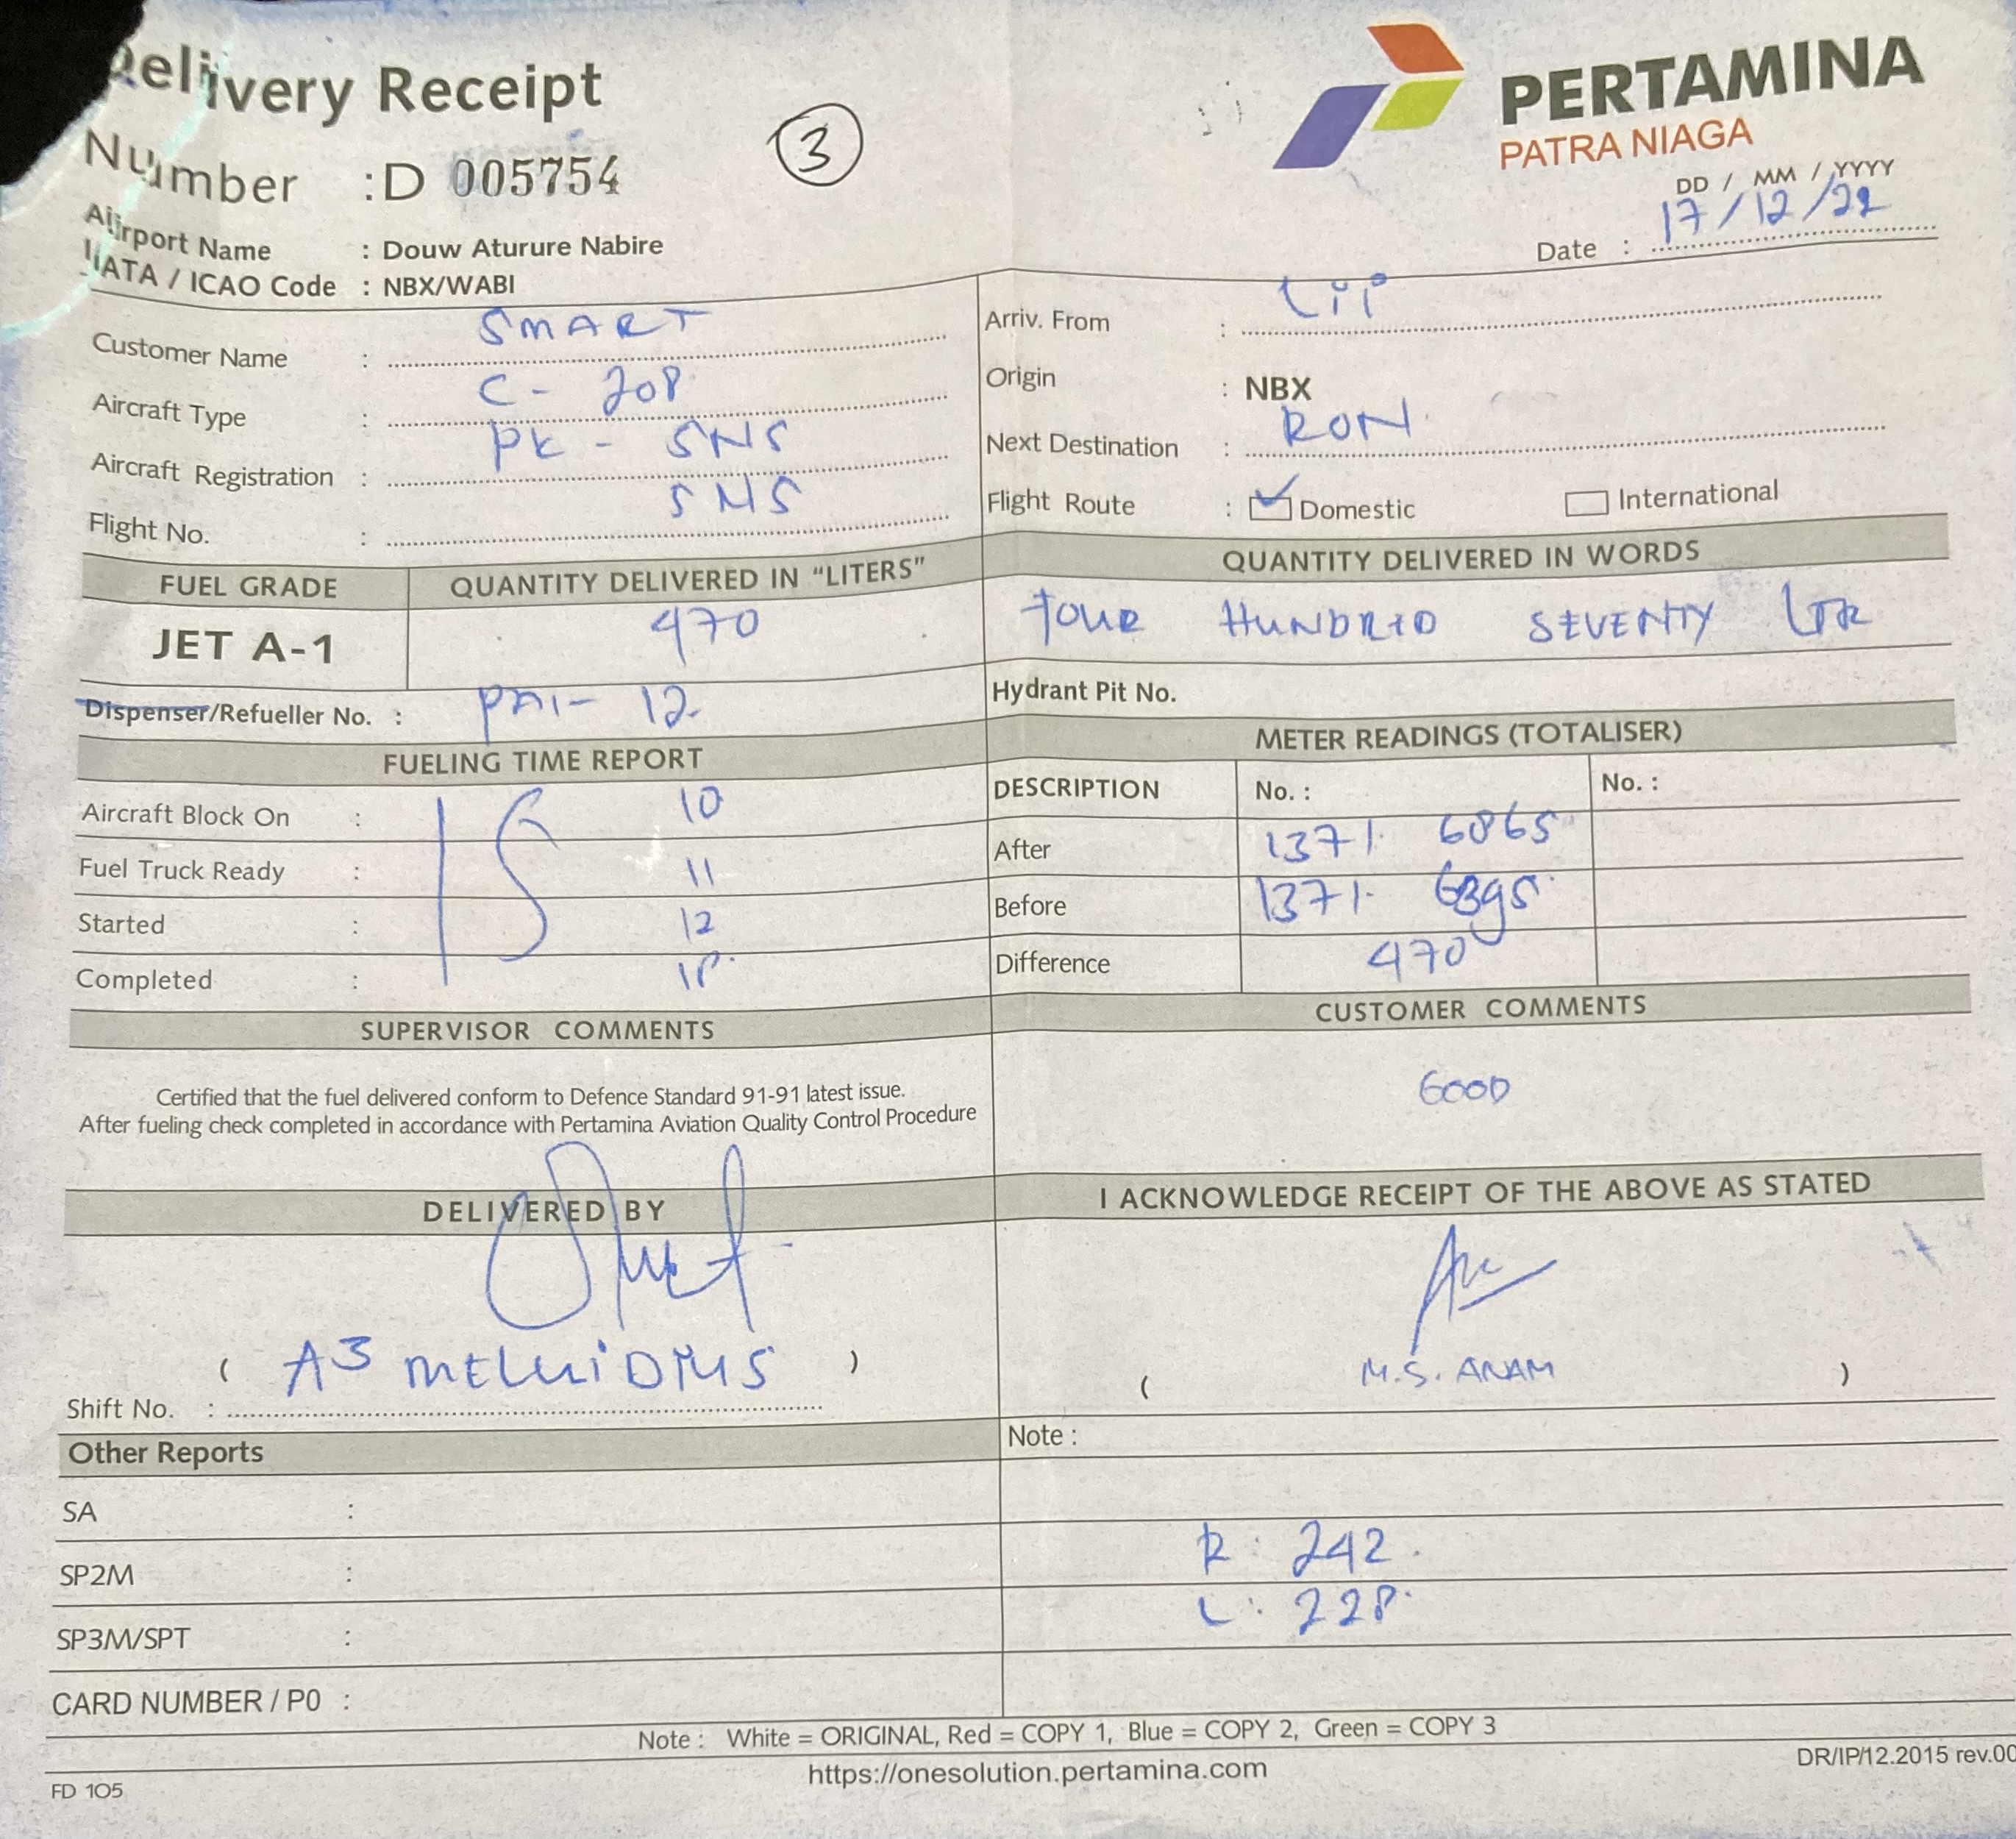 Delivery Receipt
Number : D 005754
3
PERTAMINA
PATRA NIAGA
DD / MM / YYYY
Date : 17/12/22
Airport Name : Douw Aturure Nabire
IATA / ICAO Code : NBX/WABI
Customer Name : SMART
Aircraft Type : C - 208
Aircraft Registration : PK - SNS
Flight No. : SNS
Arriv. From :
Origin : NBX
Next Destination : RON
Flight Route : Domestic International
FUEL GRADE QUANTITY DELIVERED IN "LITERS" QUANTITY DELIVERED IN WORDS
JET A-1 470 FOUR HUNDRED SEVENTY LTR
Dispenser/Refueller No. : 12 Hydrant Pit No.
FUELING TIME REPORT
Aircraft Block On : 15 10
Fuel Truck Ready : 11
Started : 12
Completed : 18
METER READINGS (TOTALISER)
DESCRIPTION No. : No. :
After 1371 6865
Before 1371 6395
Difference 470
SUPERVISOR COMMENTS
Certified that the fuel delivered conform to Defence Standard 91-91 latest issue.
After fueling check completed in accordance with Pertamina Aviation Quality Control Procedure
CUSTOMER COMMENTS
GOOD
DELIVERED BY
( A3 )
Shift No. :
I ACKNOWLEDGE RECEIPT OF THE ABOVE AS STATED
( M.S. ANAM )
Other Reports
SA :
SP2M :
SP3M/SPT :
CARD NUMBER / P0 :
Note :
R : 242
L : 228
Note : White = ORIGINAL, Red = COPY 1, Blue = COPY 2, Green = COPY 3
https://onesolution.pertamina.com
FD 105
DR/IP/12.2015 rev.00